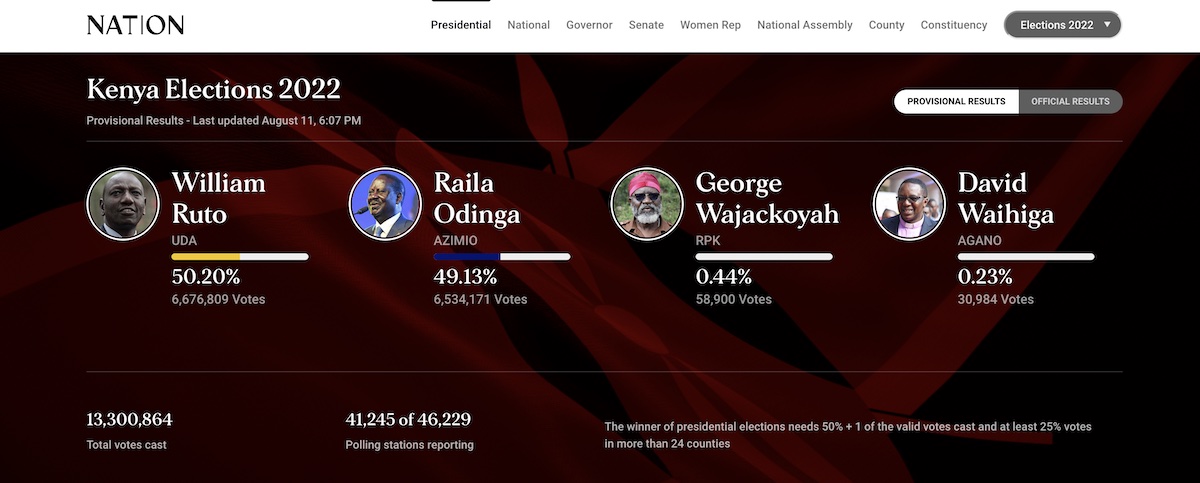 NATION
Presidential National Governor Senate Women Rep National Assembly County Constituency Elections 2022
Kenya Elections 2022
Provisional Results - Last updated August 11, 6:07 PM
PROVISIONAL RESULTS OFFICIAL RESULTS
William
Ruto
UDA
50.20%
6,676,809 Votes
Raila
Odinga
AZIMIO
49.13%
6,534,171 Votes
George
Wajackoyah
RPK
0.44%
58,900 Votes
David
Waihiga
AGANO
0.23%
30,984 Votes
13,300,864
Total votes cast
41,245 of 46,229
Polling stations reporting
The winner of presidential elections needs 50% + 1 of the valid votes cast and at least 25% votes
in more than 24 counties